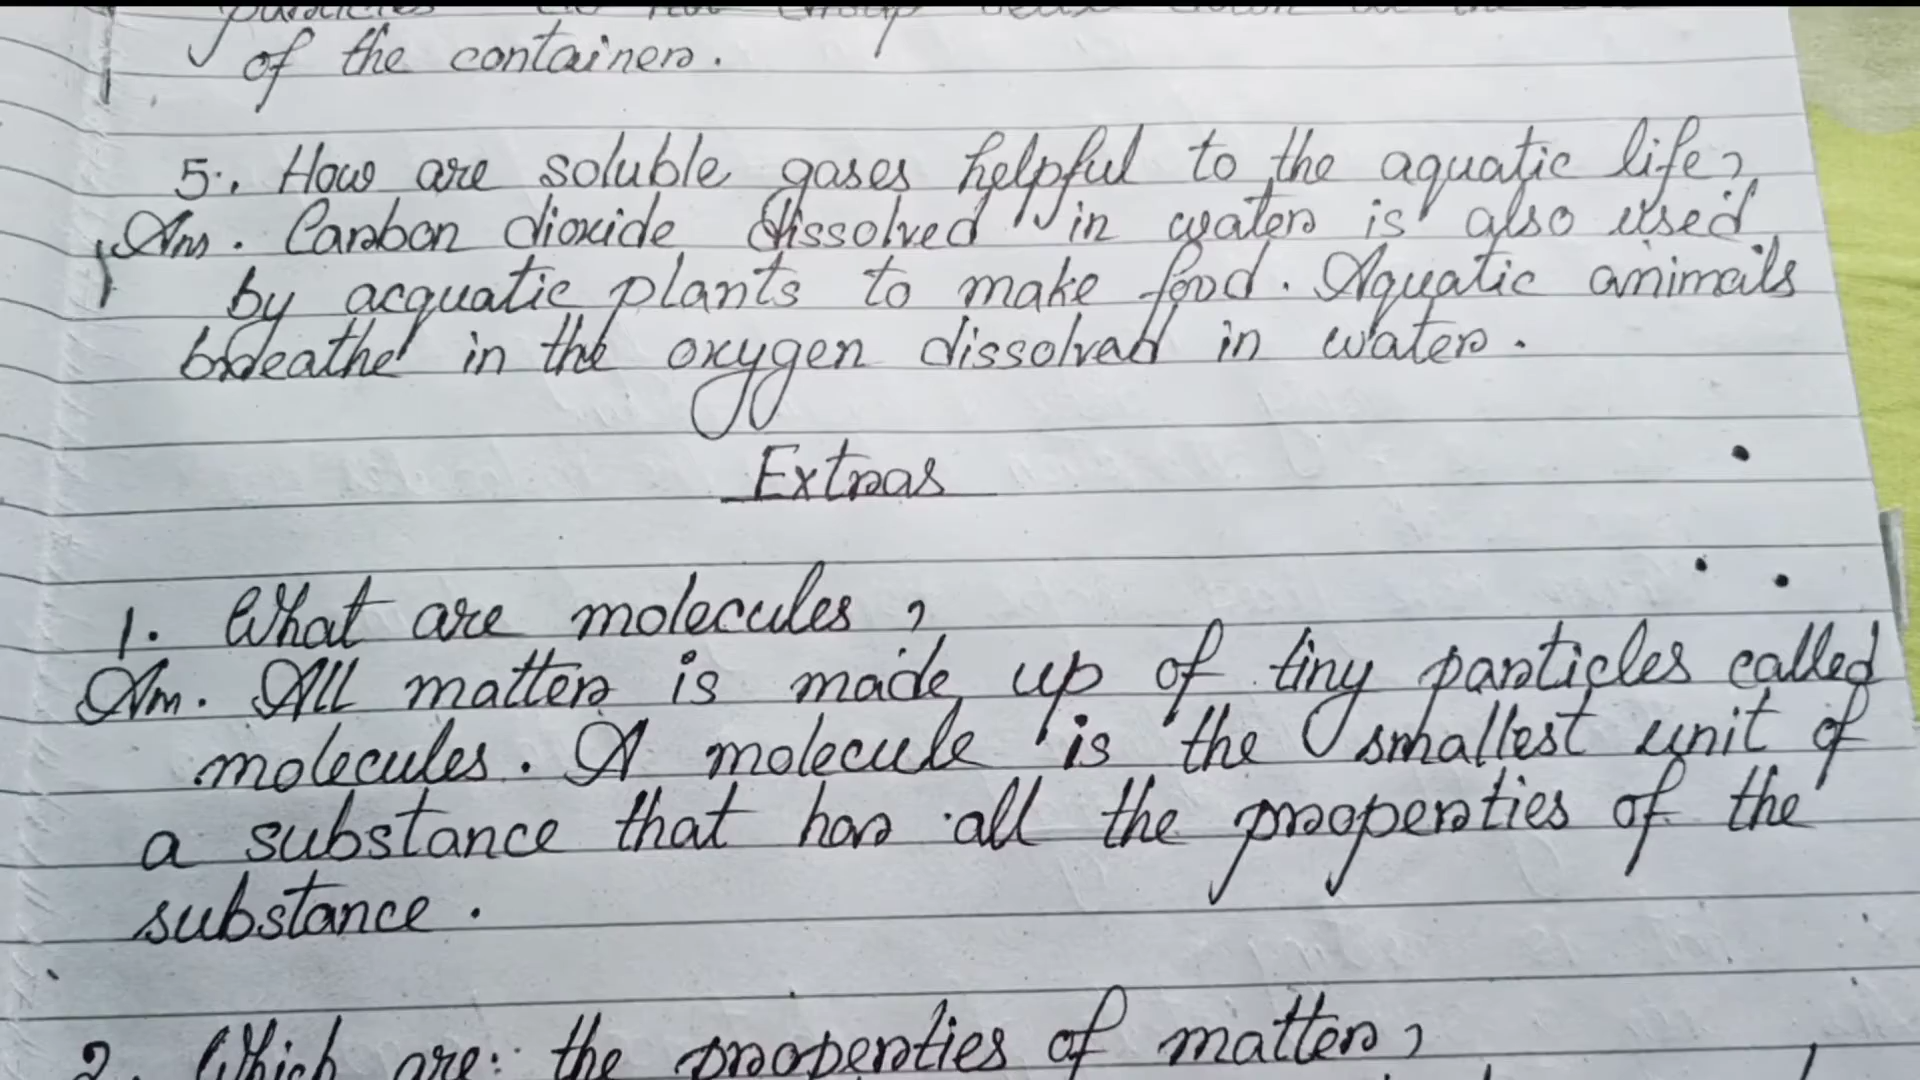 of the container.
5. How are soluble gases helpful to the aquatic life?
Ans. Carbon dioxide dissolved in water is also used
by acquatic plants to make food. Aquatic animals
breathe in the oxygen dissolved in water.
Extras
1. What are molecules?
Ans. All matter is made up of tiny particles called
molecules. A molecule is the smallest unit of
a substance that has all the properties of the
substance.
2. Which are the properties of matter?